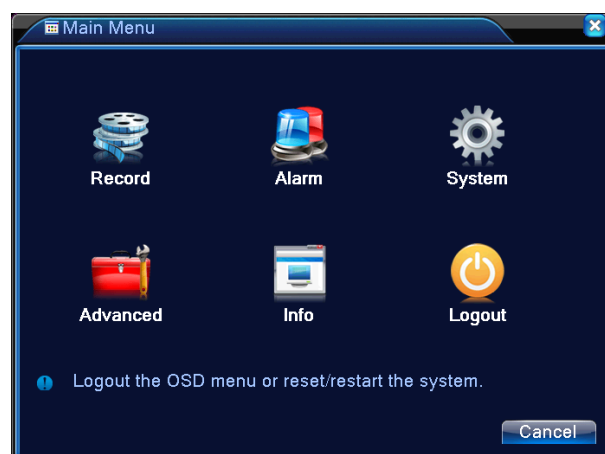 Main Menu
Record Alarm System
Advanced Info Logout
Logout the OSD menu or reset/restart the system.
Cancel